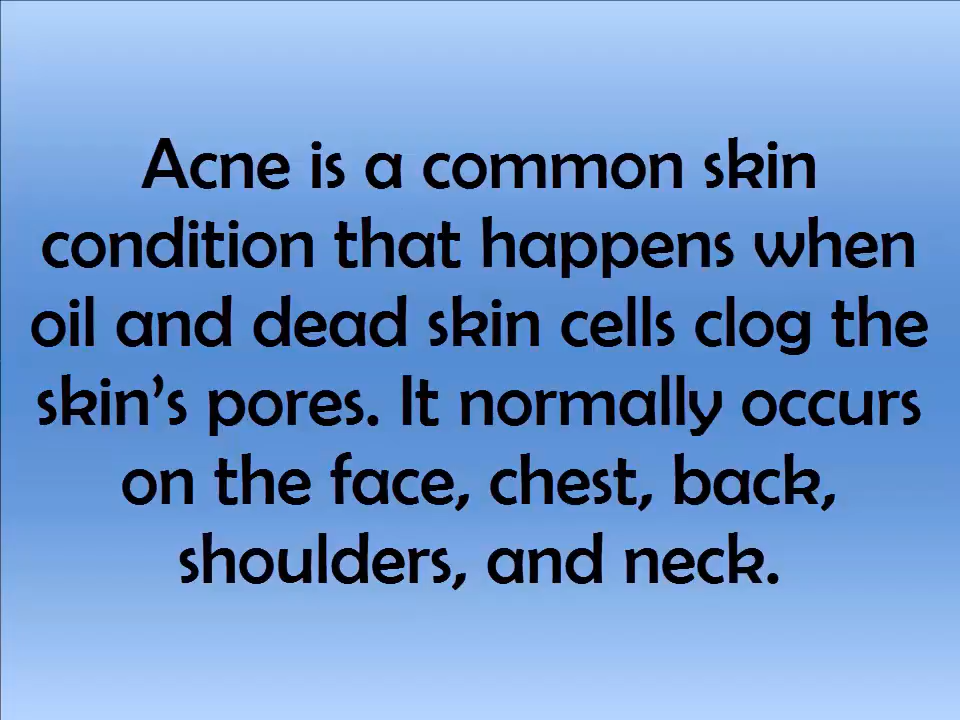 Acne is a common skin
condition that happens when
oil and dead skin cells clog the
skin’s pores. It normally occurs
on the face, chest, back,
shoulders, and neck.